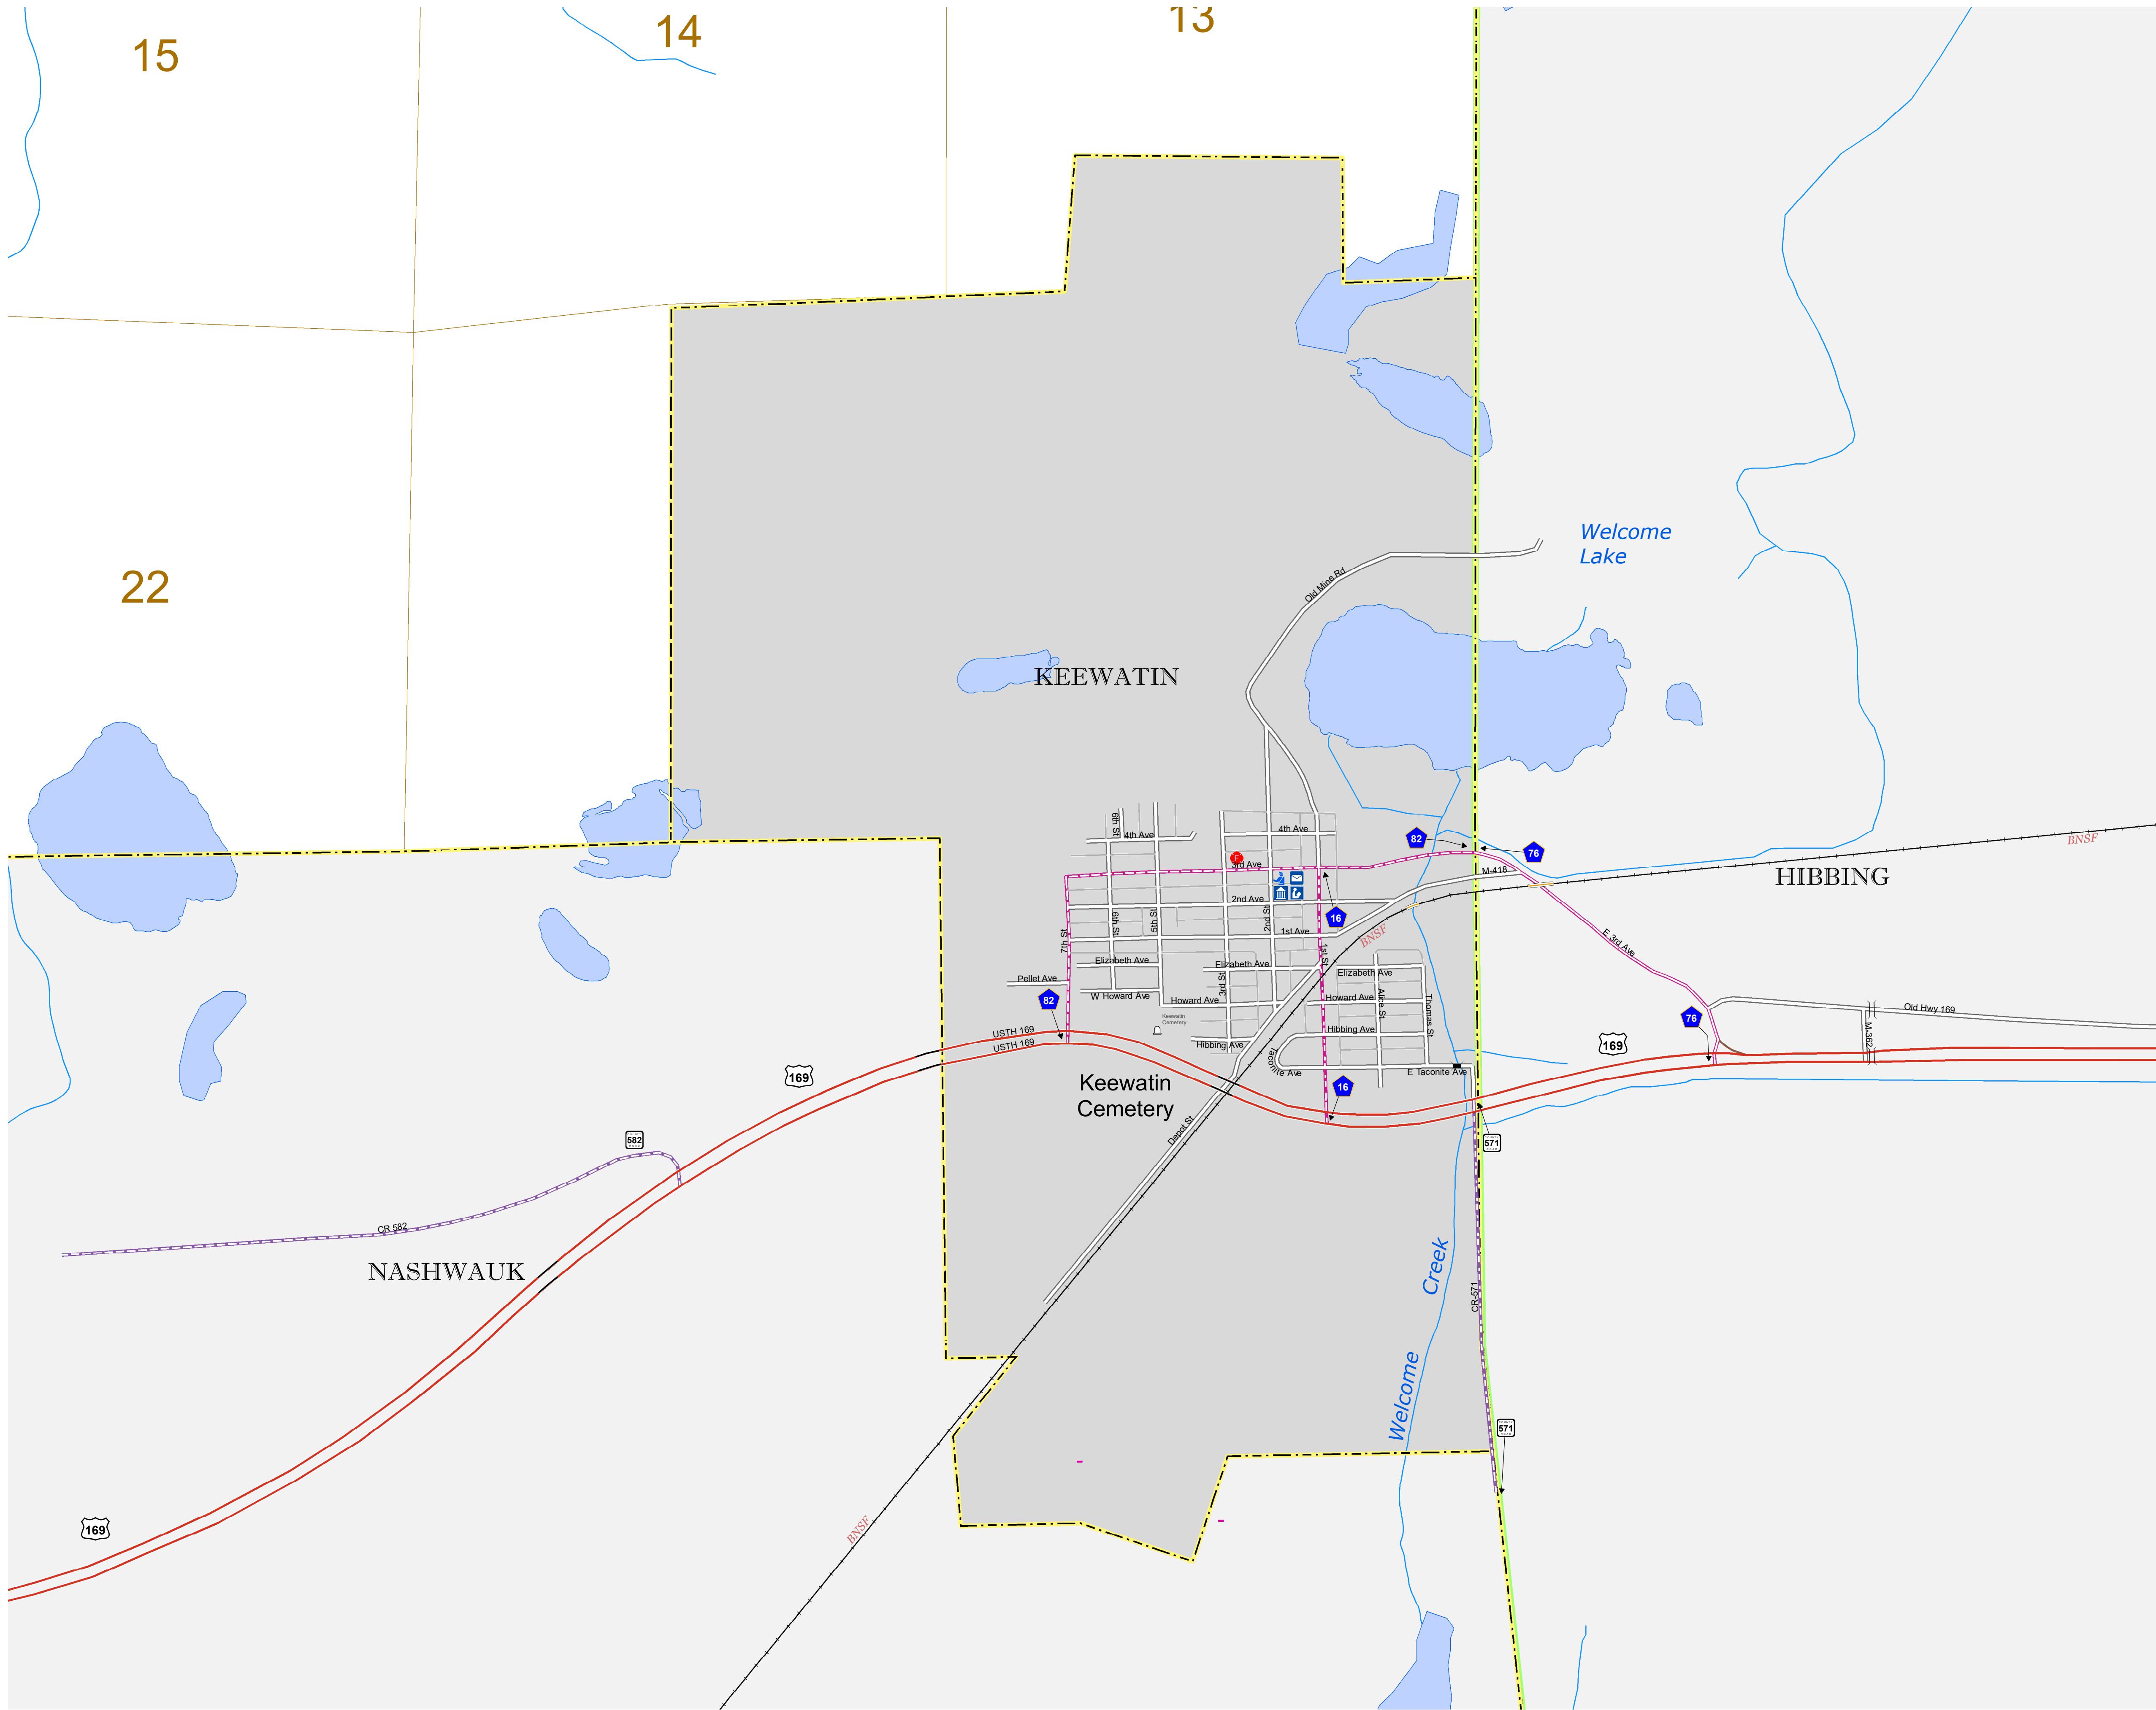 15
14
13
22
Welcome
Lake
Old Mine Rd
KEEWATIN
HIBBING
BNSF
6th St
4th Ave
4th Ave
82
76
F
3rd Ave
M-418
2nd Ave
16
6th St
5th St
2nd St
1st Ave
7th St
1st St
BNSF
E 3rd Ave
Elizabeth Ave
Elizabeth Ave
Elizabeth Ave
Pellet Ave
3rd St
W Howard Ave
Howard Ave
Howard Ave
Alice St
Thomas St
82
Keewatin
Cemetery
76
Old Hwy 169
M-362
USTH 169
USTH 169
Hibbing Ave
Hibbing Ave
169
169
Taconite Ave
E Taconite Ave
Keewatin
Cemetery
16
Depot St
582
571
CR 582
NASHWAUK
Welcome Creek
CR-571
571
169
BNSF